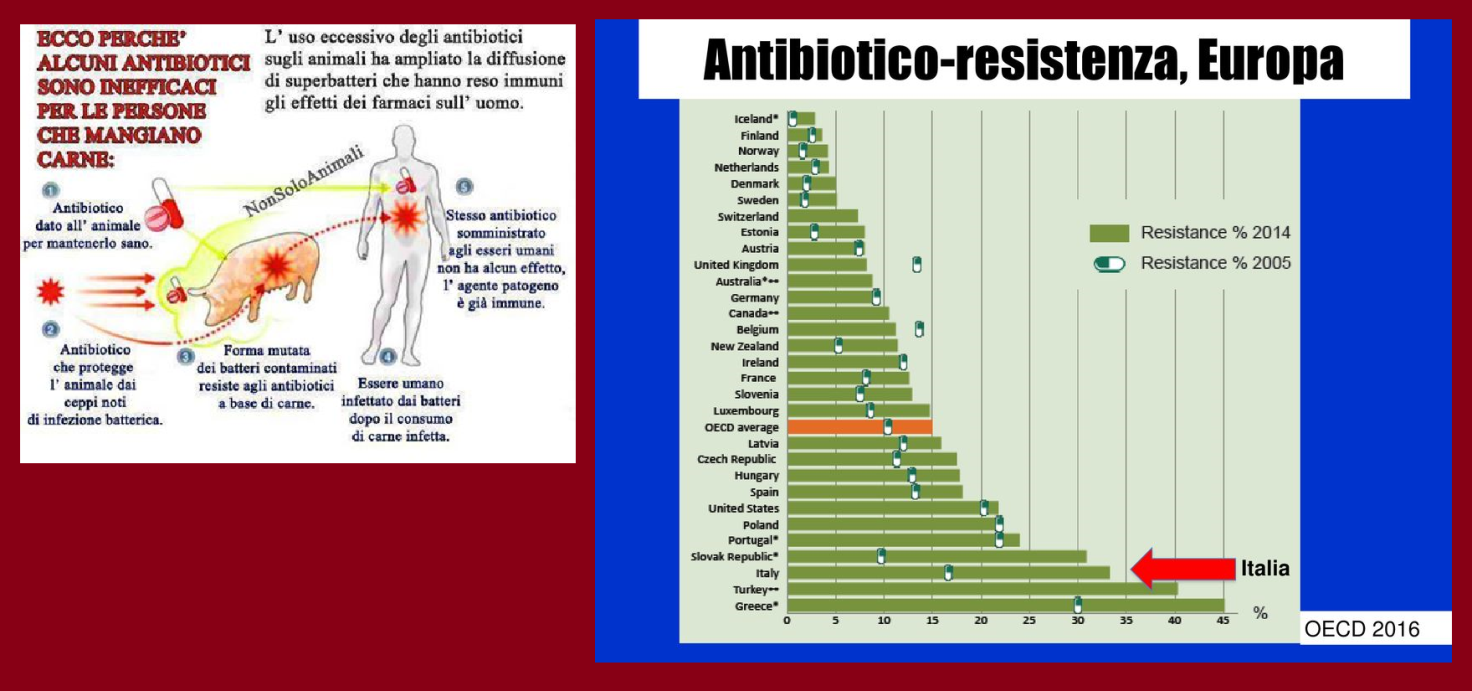 ECCO PERCHE'
ALCUNI ANTIBIOTICI
SONO INEFFICACI
PER LE PERSONE
CHE MANGIANO
CARNE:
L' uso eccessivo degli antibiotici
sugli animali ha ampliato la diffusione
di superbatteri che hanno reso immuni
gli effetti dei farmaci sull' uomo.
NonSoloAnimali
1
Antibiotico
dato all' animale
per mantenerlo sano.
2
Antibiotico
che protegge
l' animale dai
ceppi noti
di infezione batterica.
3
Forma mutata
dei batteri contaminati
resiste agli antibiotici
a base di carne.
4
Essere umano
infettato dai batteri
dopo il consumo
di carne infetta.
5
Stesso antibiotico
somministrato
agli esseri umani
non ha alcun effetto,
l' agente patogeno
è già immune.
Antibiotico-resistenza, Europa
Iceland*
Finland
Norway
Netherlands
Denmark
Sweden
Switzerland
Estonia
Austria
United Kingdom
Australia*••
Germany
Canada••
Belgium
New Zealand
Ireland
France
Slovenia
Luxembourg
OECD average
Latvia
Czech Republic
Hungary
Spain
United States
Poland
Portugal*
Slovak Republic*
Italy
Turkey••
Greece*
0 5 10 15 20 25 30 35 40 45 %
Resistance % 2014
Resistance % 2005
Italia
OECD 2016